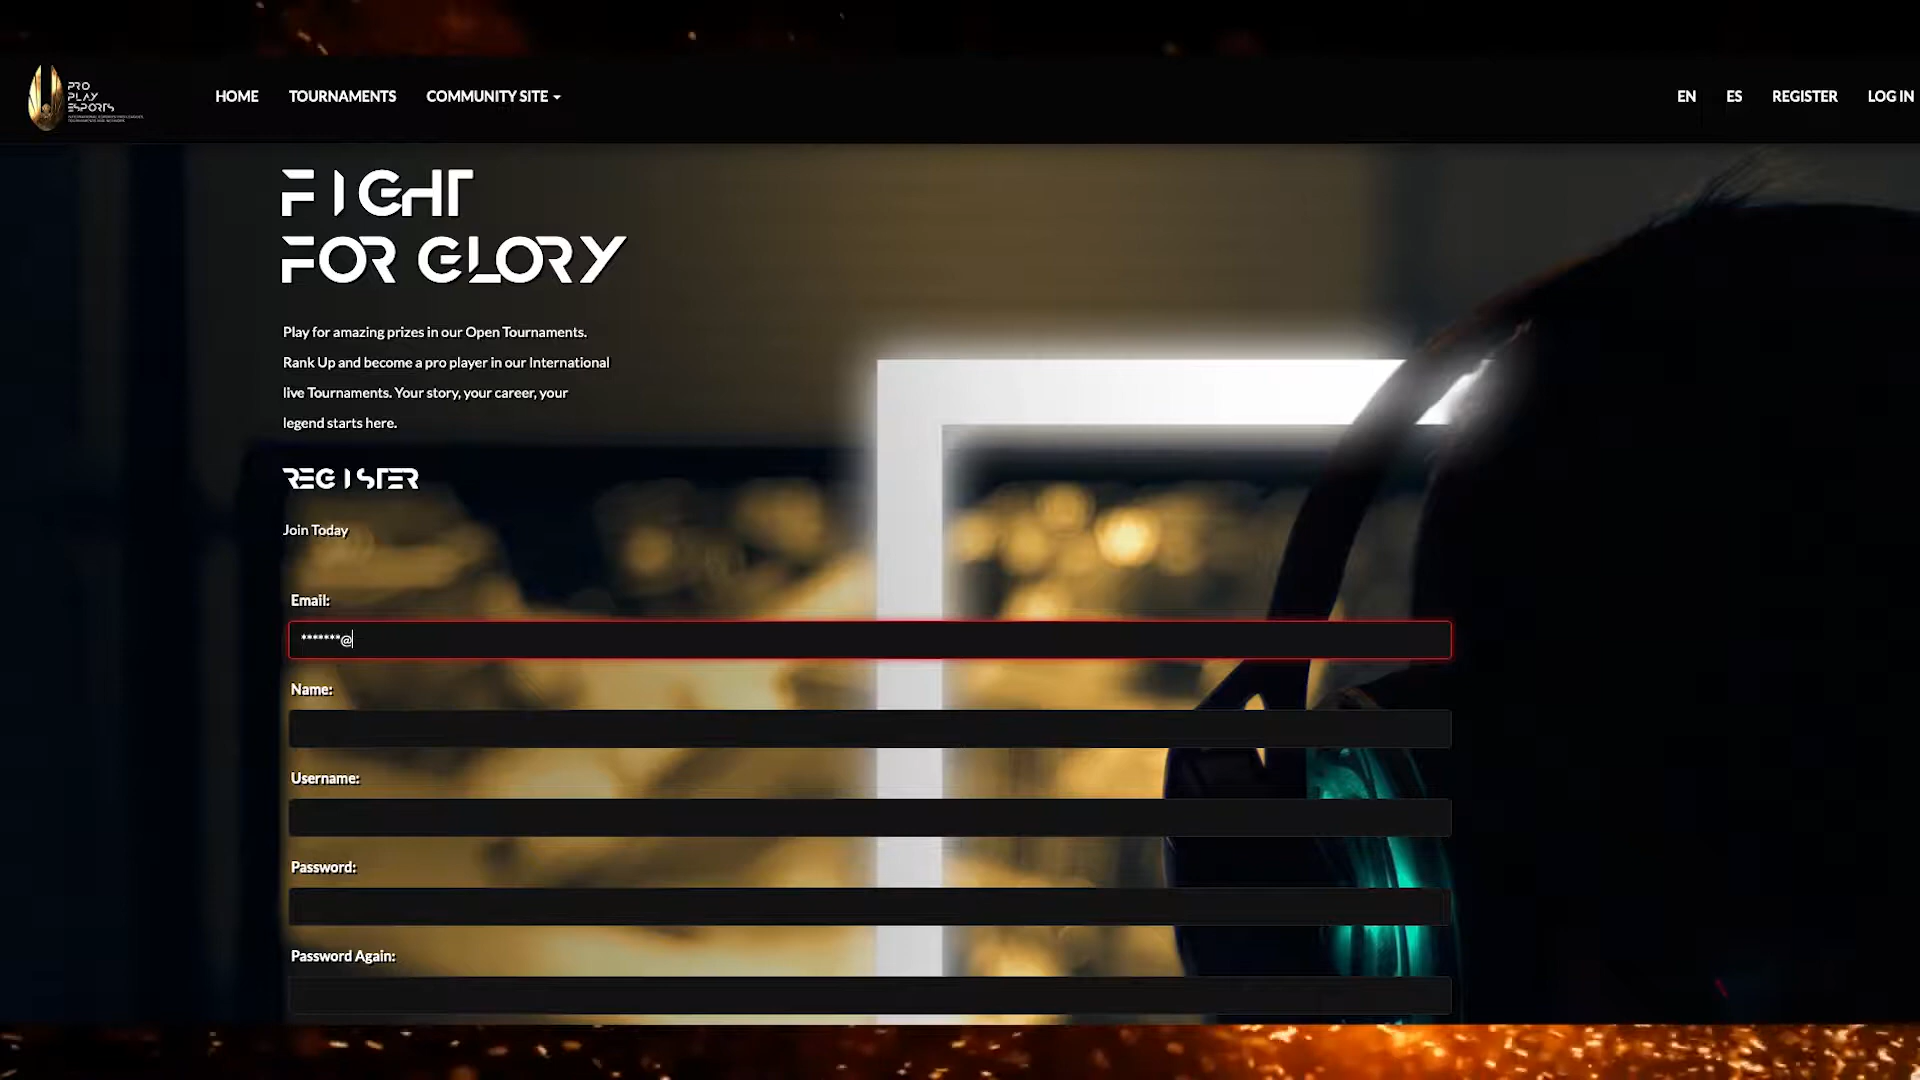 PRO
PLAY
ESPORTS
HOME
TOURNAMENTS
COMMUNITY SITE
EN
ES
REGISTER
LOG IN
FIGHT
FOR GLORY
Play for amazing prizes in our Open Tournaments.
Rank Up and become a pro player in our International
live Tournaments. Your story, your career, your
legend starts here.
REGISTER
Join Today
Email:
*******@
Name:
Username:
Password:
Password Again: